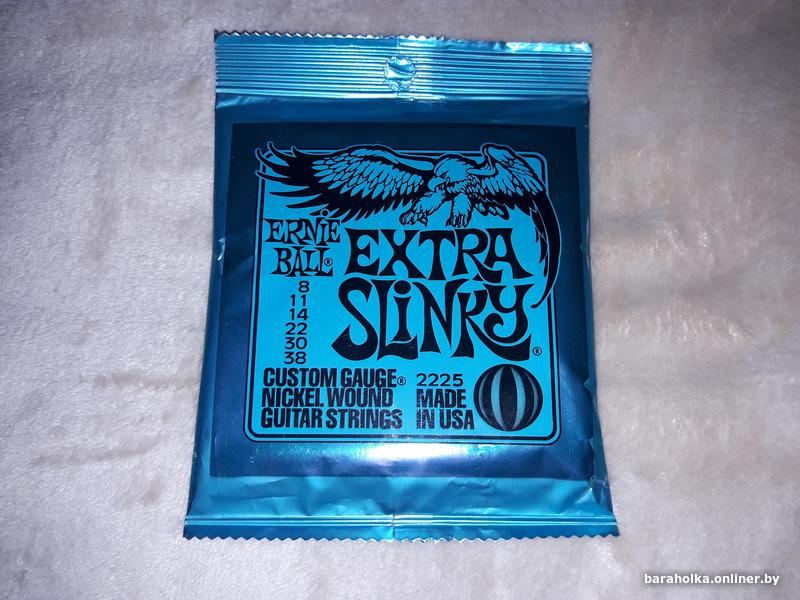 ERNIE
BALL®
EXTRA
SLINKY®
8
11
14
22
30
38
CUSTOM GAUGE®
NICKEL WOUND
GUITAR STRINGS
2225
MADE
IN USA
baraholka.onliner.by